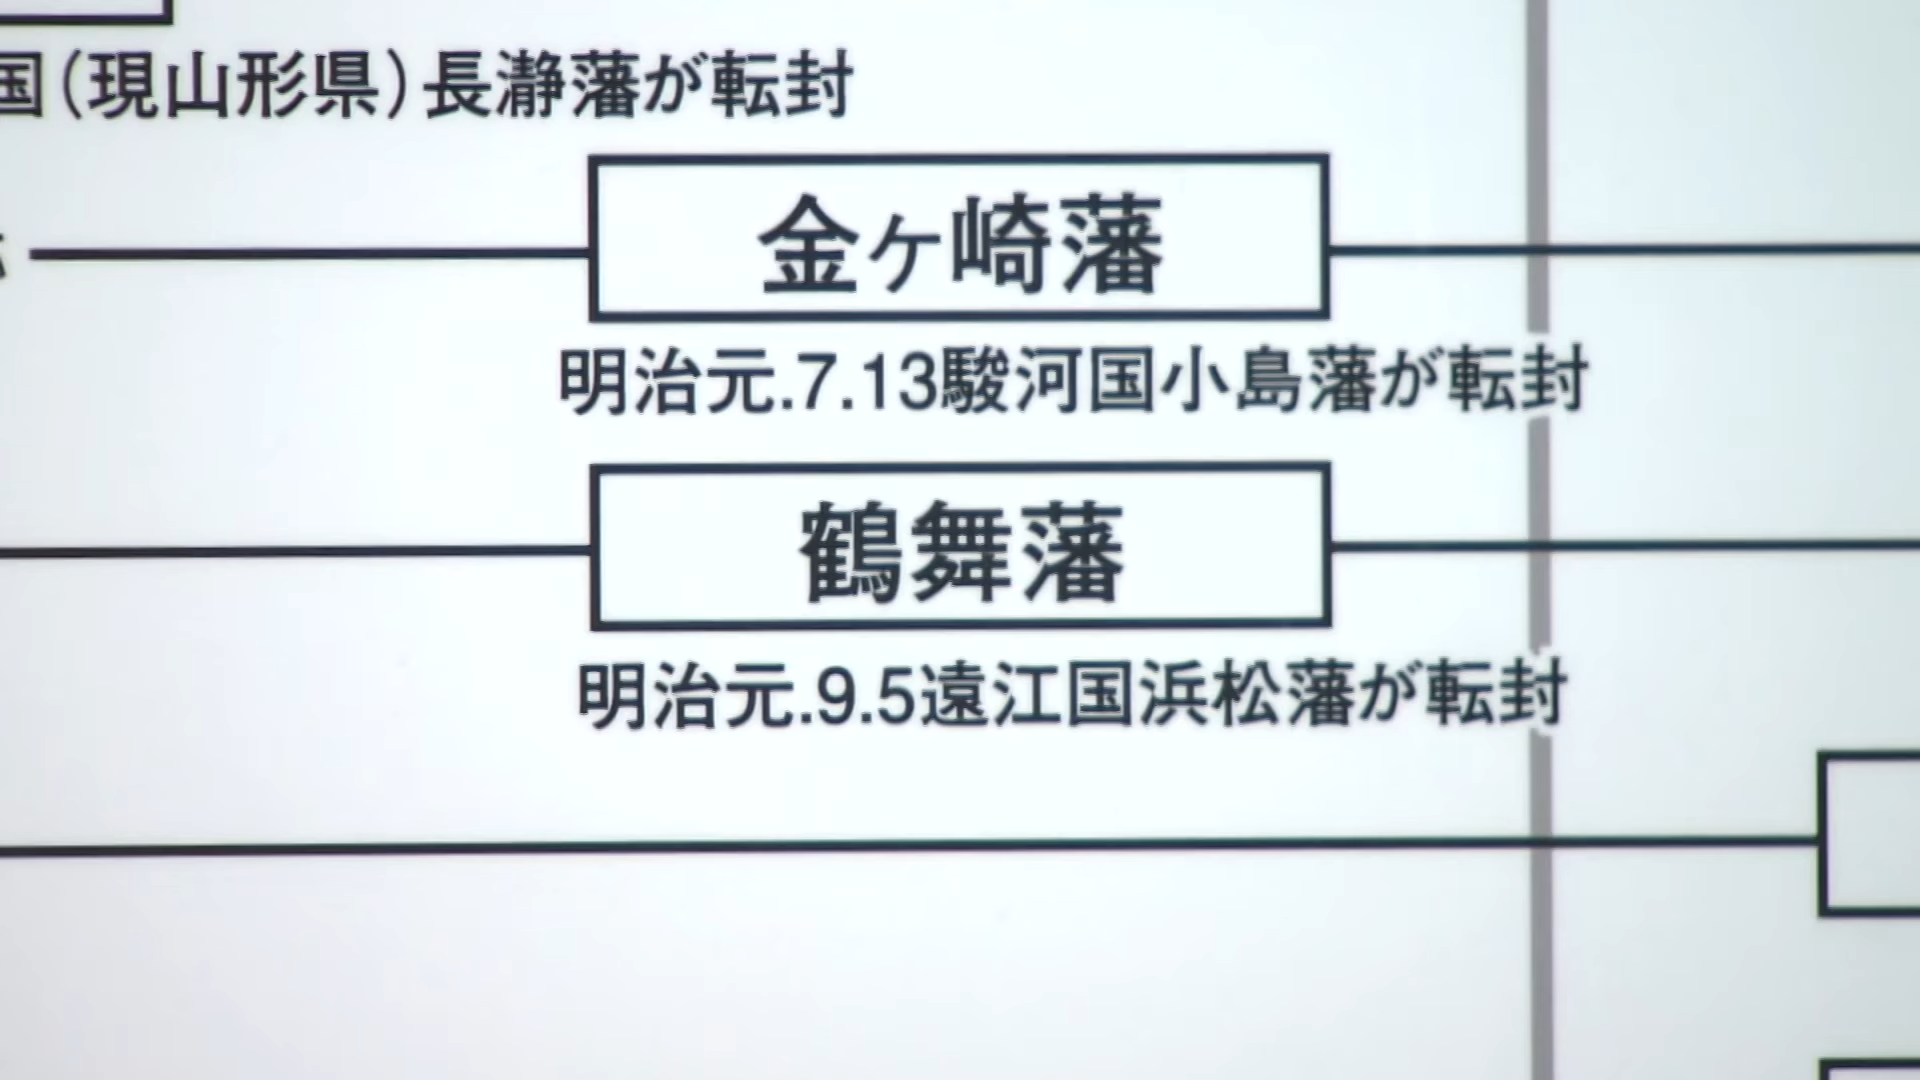 国(現山形県)長瀞藩が転封
金ヶ崎藩
明治元.7.13駿河国小島藩が転封
鶴舞藩
明治元.9.5遠江国浜松藩が転封